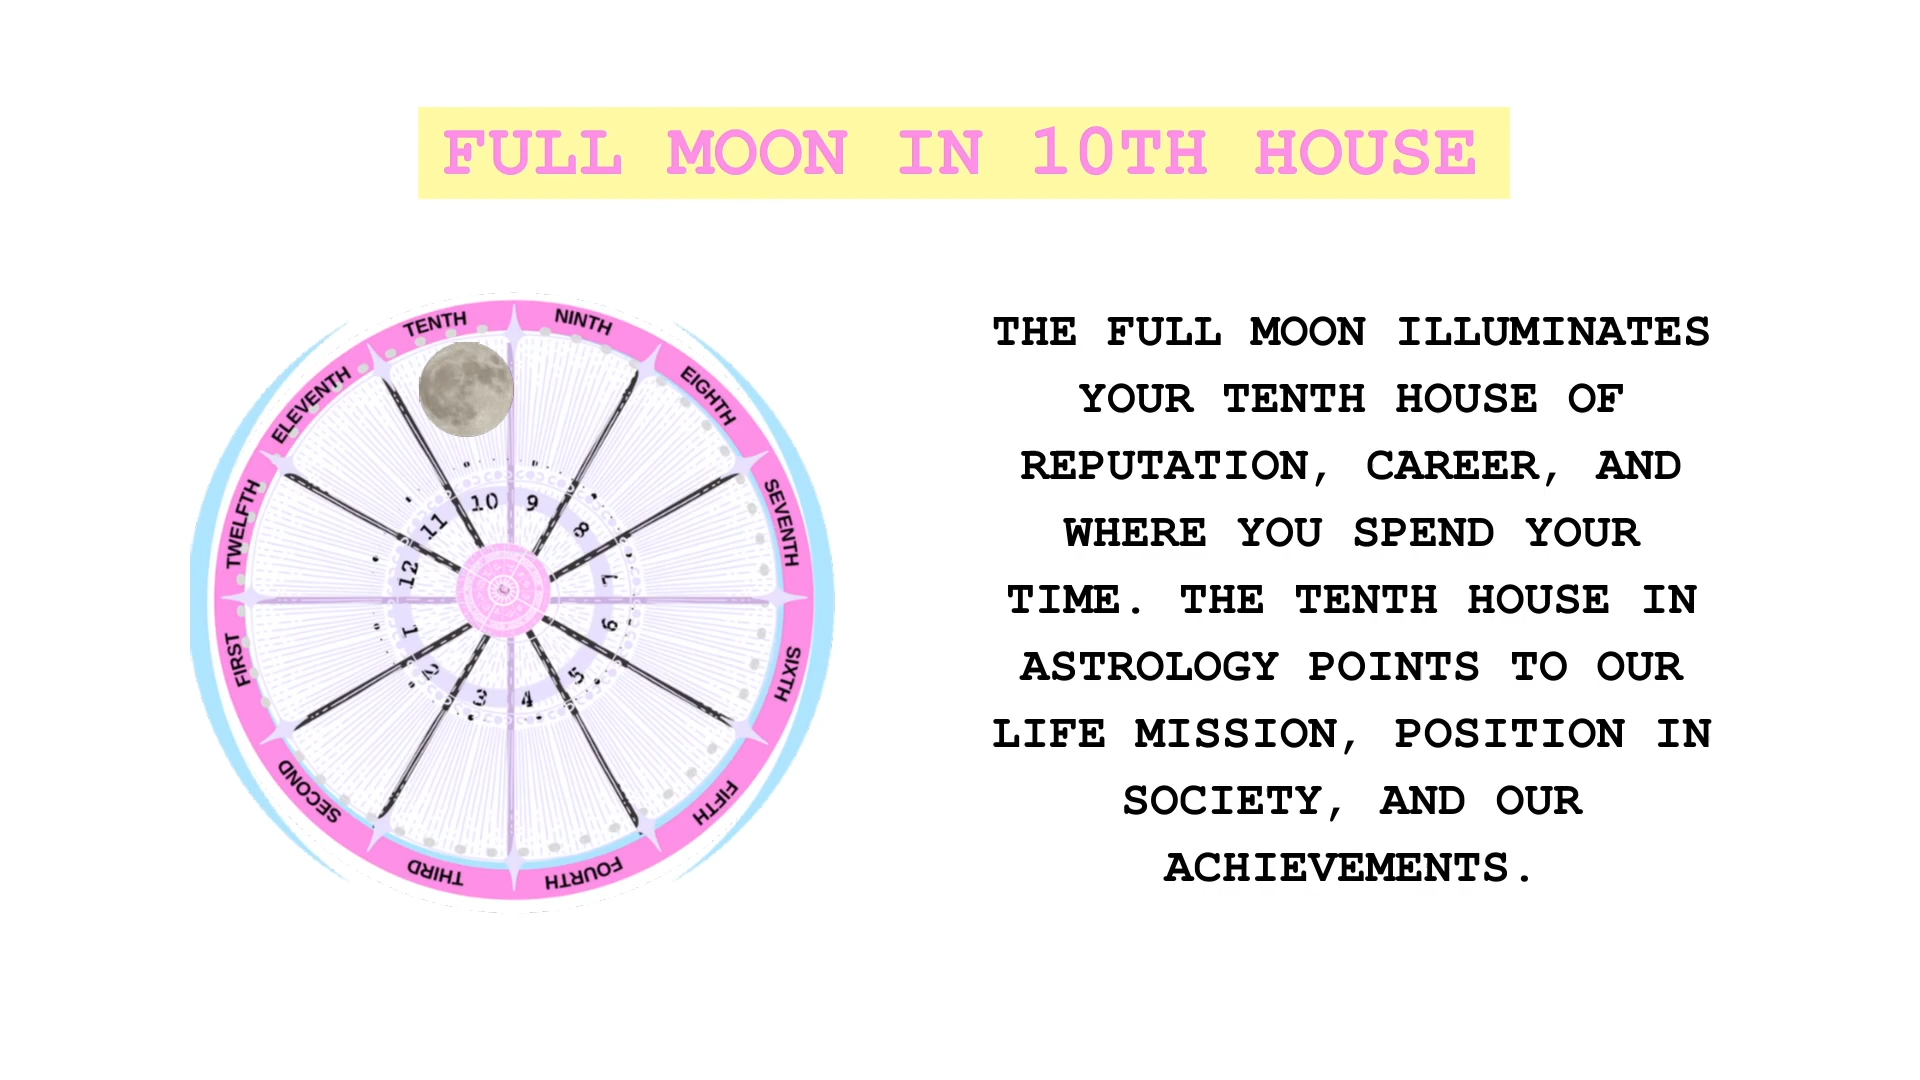 FULL MOON IN 10TH HOUSE
TENTH
NINTH
EIGHTH
SEVENTH
SIXTH
FIFTH
FOURTH
THIRD
SECOND
FIRST
TWELFTH
ELEVENTH
10
9
8
7
6
5
4
3
2
1
12
11
THE FULL MOON ILLUMINATES
YOUR TENTH HOUSE OF
REPUTATION, CAREER, AND
WHERE YOU SPEND YOUR
TIME. THE TENTH HOUSE IN
ASTROLOGY POINTS TO OUR
LIFE MISSION, POSITION IN
SOCIETY, AND OUR
ACHIEVEMENTS.